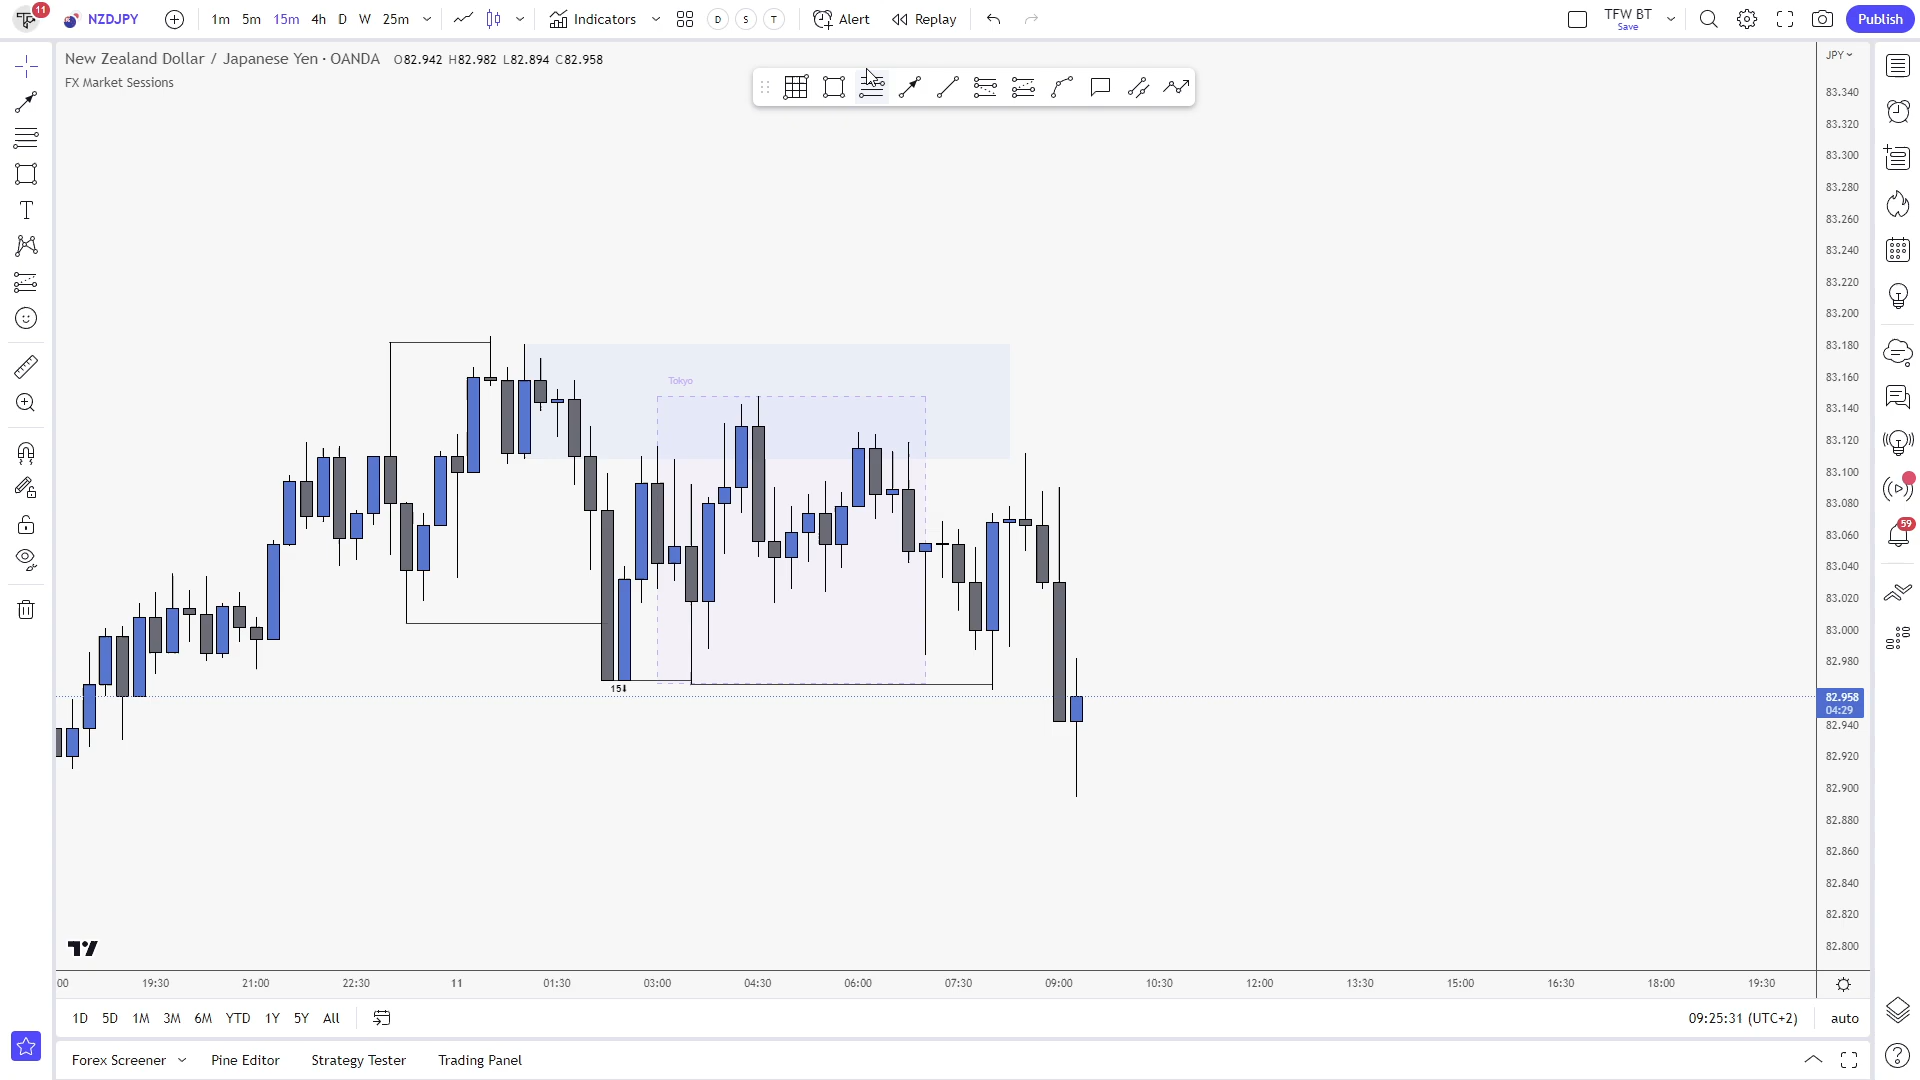 11
NZDJPY
1m 5m 15m 4h D W 25m
Indicators
D S T
Alert
Replay
TFW BT
Save
Publish
New Zealand Dollar / Japanese Yen · OANDA O82.942 H82.982 L82.894 C82.958
FX Market Sessions
JPY
83.340
83.320
83.300
83.280
83.260
83.240
83.220
83.200
83.180
83.160
83.140
83.120
83.100
83.080
83.060
83.040
83.020
83.000
82.980
82.958
04:29
82.940
82.920
82.900
82.880
82.860
82.840
82.820
82.800
Tokyo
59
:00 19:30 21:00 22:30 11 01:30 03:00 04:30 06:00 07:30 09:00 10:30 12:00 13:30 15:00 16:30 18:00 19:30
1D 5D 1M 3M 6M YTD 1Y 5Y All
09:25:31 (UTC+2) auto
Forex Screener Pine Editor Strategy Tester Trading Panel